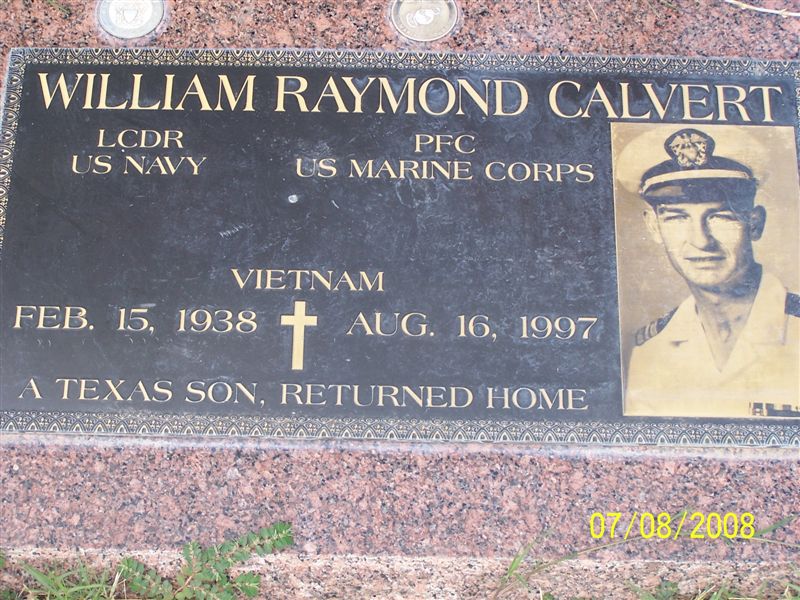 WILLIAM RAYMOND CALVERT
LCDR
US NAVY
PFC
US MARINE CORPS
VIETNAM
FEB. 15, 1938 AUG. 16, 1997
A TEXAS SON, RETURNED HOME
07/08/2008